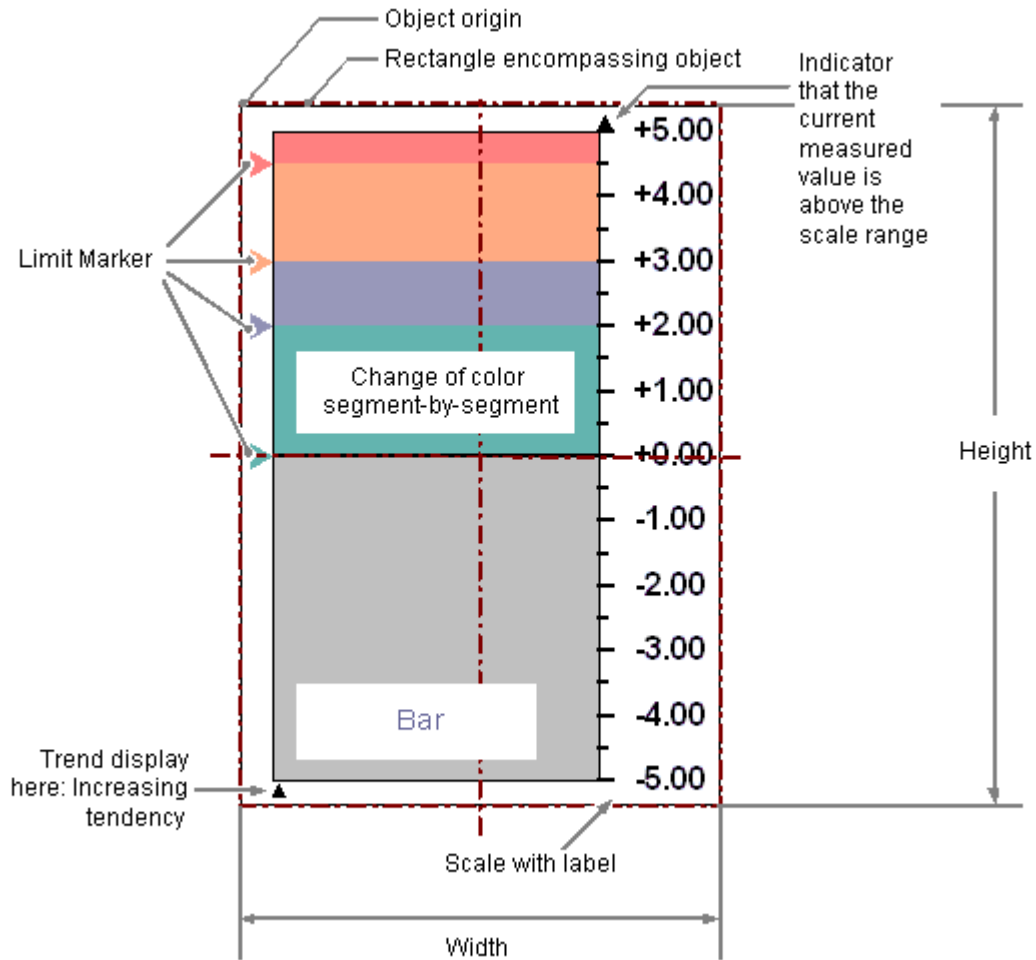 Object origin
Rectangle encompassing object
Indicator
that the
current
measured
value is
above the
scale range
+5.00
+4.00
Limit Marker
+3.00
+2.00
Change of color
segment-by-segment
+1.00
+0.00
Height
-1.00
-2.00
-3.00
Bar
-4.00
Trend display
here: Increasing
tendency
-5.00
Scale with label
Width